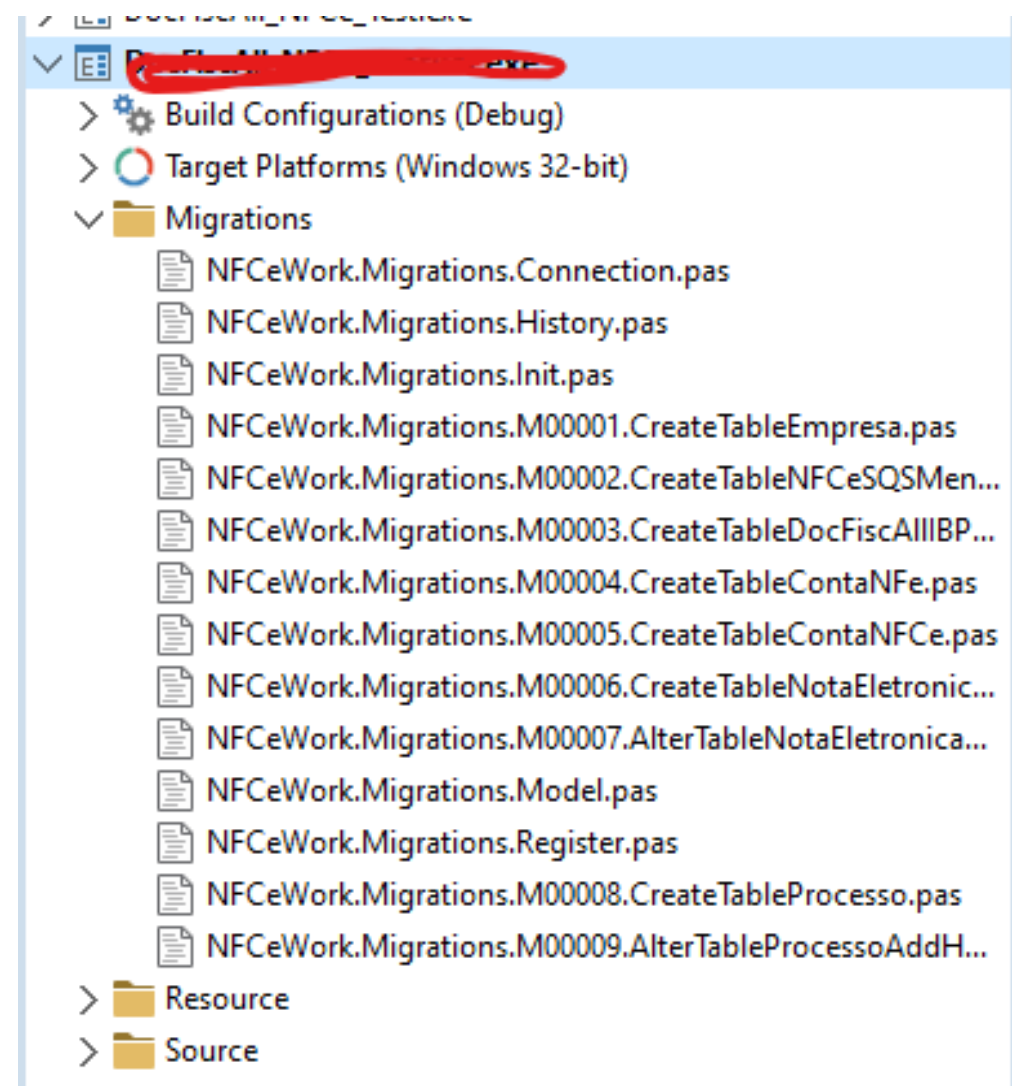 Build Configurations (Debug)
Target Platforms (Windows 32-bit)
Migrations
NFCeWork.Migrations.Connection.pas
NFCeWork.Migrations.History.pas
NFCeWork.Migrations.Init.pas
NFCeWork.Migrations.M00001.CreateTableEmpresa.pas
NFCeWork.Migrations.M00002.CreateTableNFCeSQSMen...
NFCeWork.Migrations.M00003.CreateTableDocFiscAllIBP...
NFCeWork.Migrations.M00004.CreateTableContaNFe.pas
NFCeWork.Migrations.M00005.CreateTableContaNFCe.pas
NFCeWork.Migrations.M00006.CreateTableNotaEletronic...
NFCeWork.Migrations.M00007.AlterTableNotaEletronica...
NFCeWork.Migrations.Model.pas
NFCeWork.Migrations.Register.pas
NFCeWork.Migrations.M00008.CreateTableProcesso.pas
NFCeWork.Migrations.M00009.AlterTableProcessoAddH...
Resource
Source